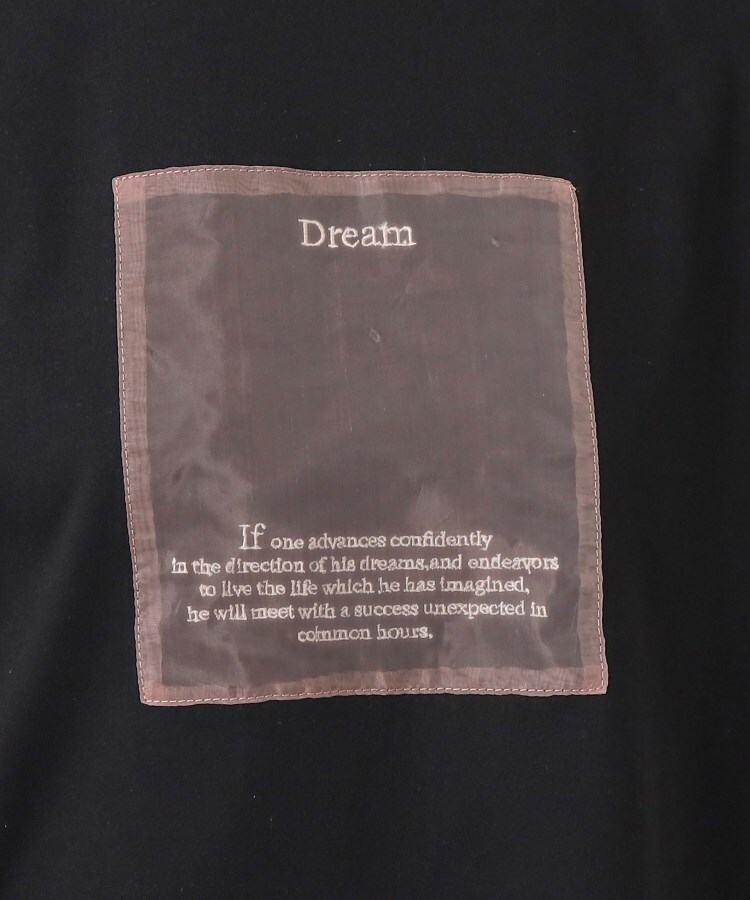 Dream
If one advances confidently
in the direction of his dreams,and endeavors
to live the life which he has imagined,
he will meet with a success unexpected in
common hours.